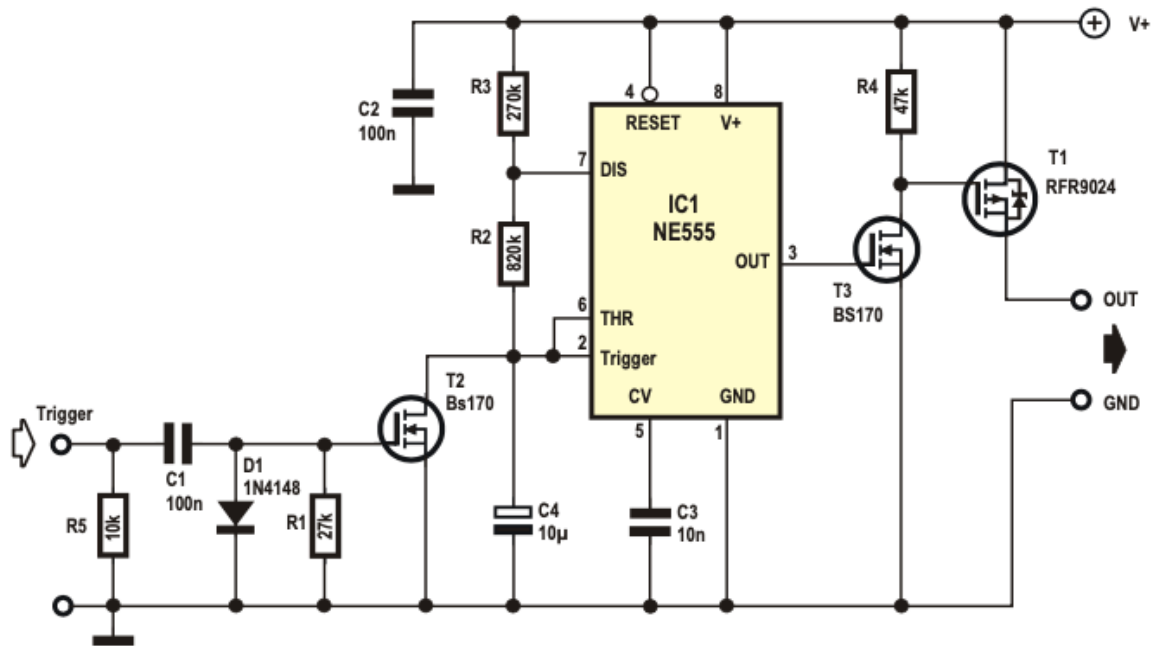 V+
R3
270k
R4
47k
C2
100n
4
8
RESET
V+
7
DIS
T1
RFR9024
IC1
NE555
R2
820k
OUT
3
T3
BS170
6
THR
2
Trigger
OUT
T2
Bs170
CV
GND
GND
5
1
Trigger
C1
100n
D1
1N4148
R5
10k
R1
27k
C4
10µ
C3
10n